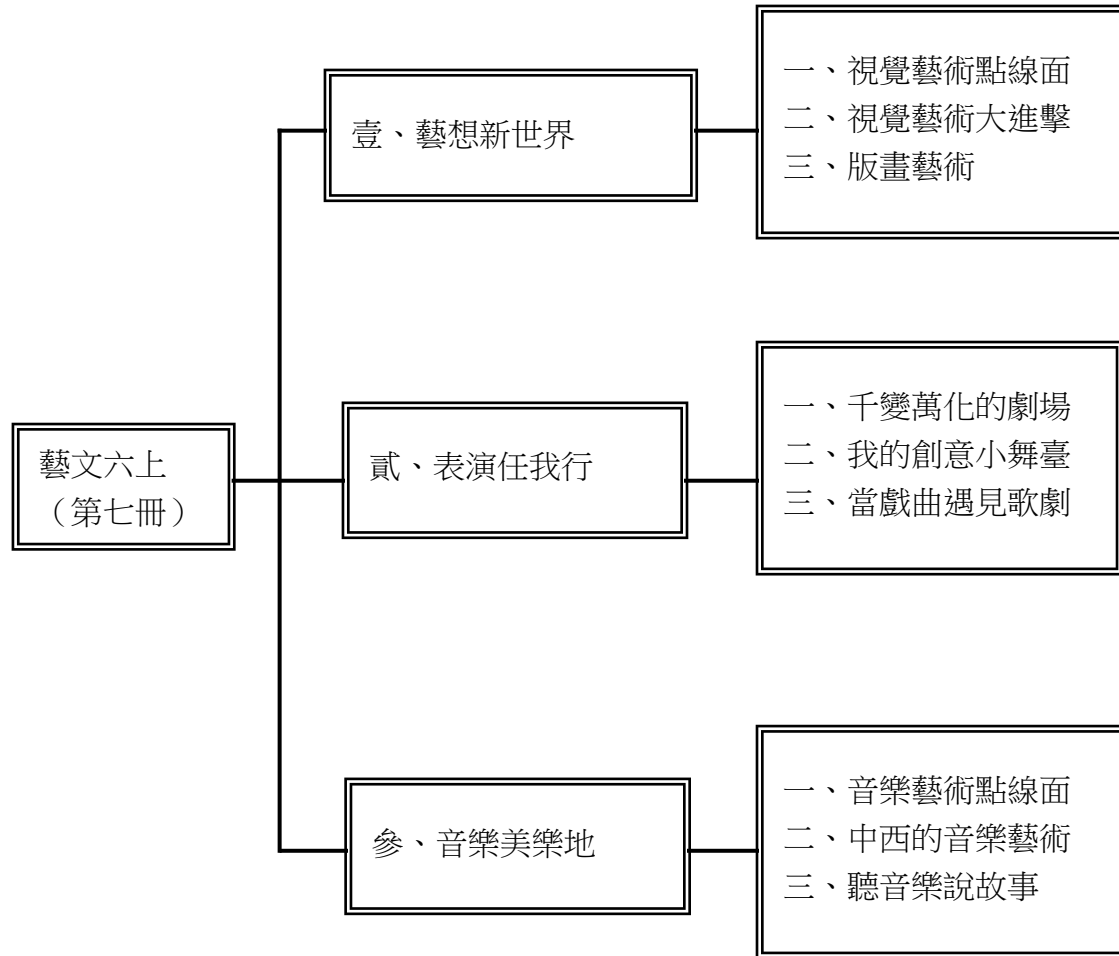 藝文六上
（第七冊）
壹、藝想新世界
一、視覺藝術點線面
二、視覺藝術大進擊
三、版畫藝術
貳、表演任我行
一、千變萬化的劇場
二、我的創意小舞臺
三、當戲曲遇見歌劇
參、音樂美樂地
一、音樂藝術點線面
二、中西的音樂藝術
三、聽音樂說故事